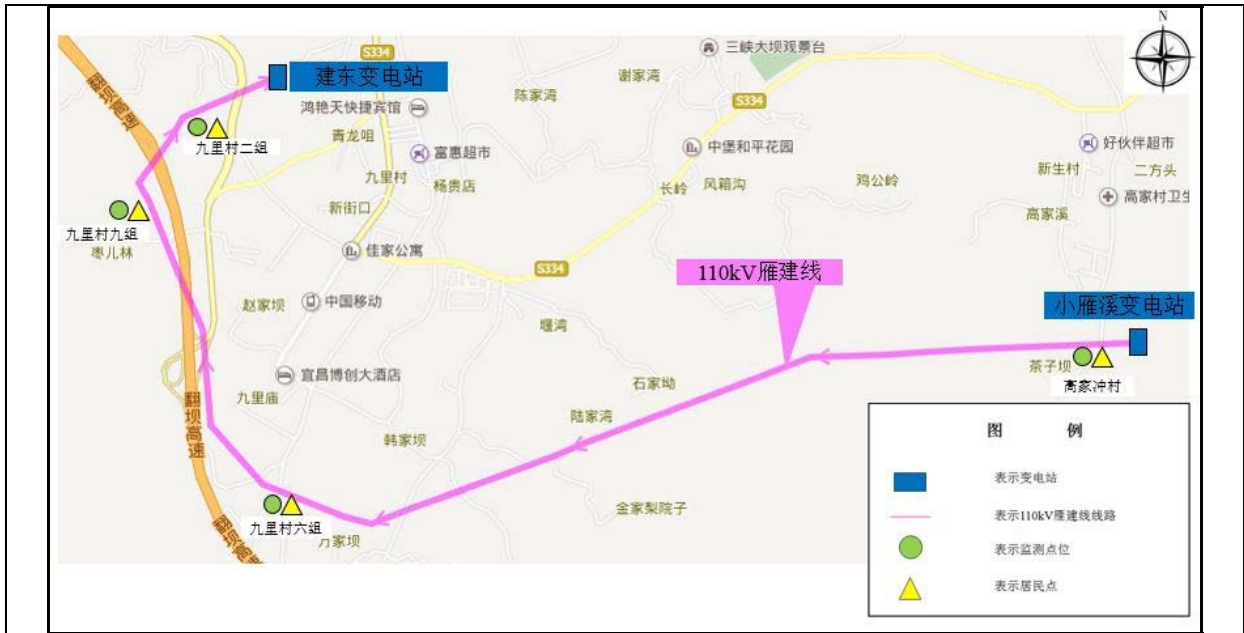 N
S334
三峡大坝观景台
谢家湾
建东变电站
翻坝高速
陈家湾
S334
鸿艳天快捷宾馆
青龙咀
九里村二组
富惠超市
中堡和平花园
好伙伴超市
九里村
杨贵店
长岭
风箱沟
鸡公岭
新生村
二方头
高家村卫生
新街口
高家溪
九里村九组
枣儿林
佳家公寓
S334
110kV雁建线
赵家坝
中国移动
小雁溪变电站
堰湾
宜昌博创大酒店
石家坳
茶子坝
高家冲村
九里庙
翻坝高速
陆家湾
韩家坝
图 例
表示变电站
金家梨院子
表示110kV雁建线线路
九里村六组
万家坝
翻坝高速
表示监测点位
表示居民点